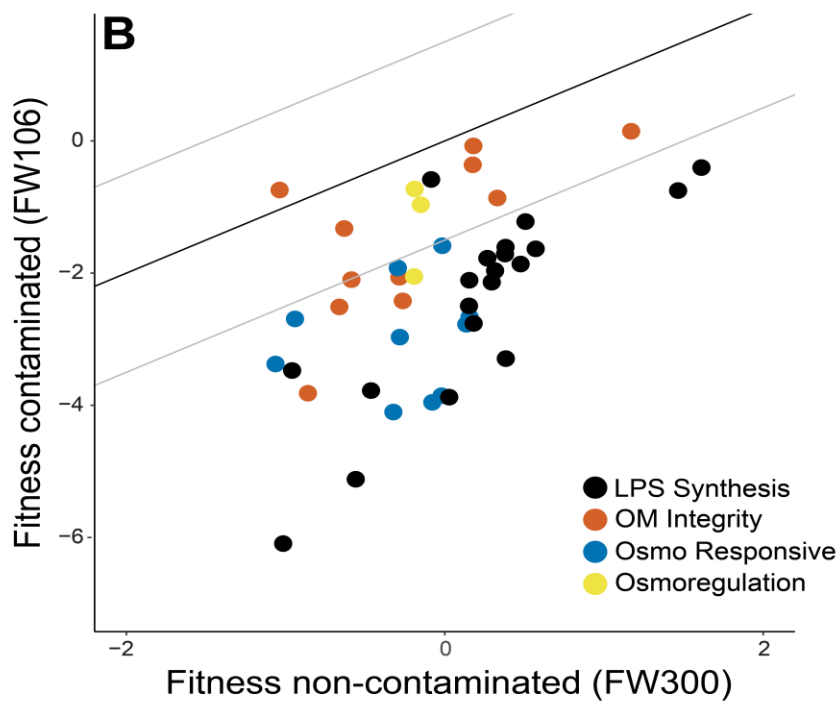 B
Fitness contaminated (FW106)
0
−2
−4
−6
LPS Synthesis
OM Integrity
Osmo Responsive
Osmoregulation
−2
0
2
Fitness non-contaminated (FW300)